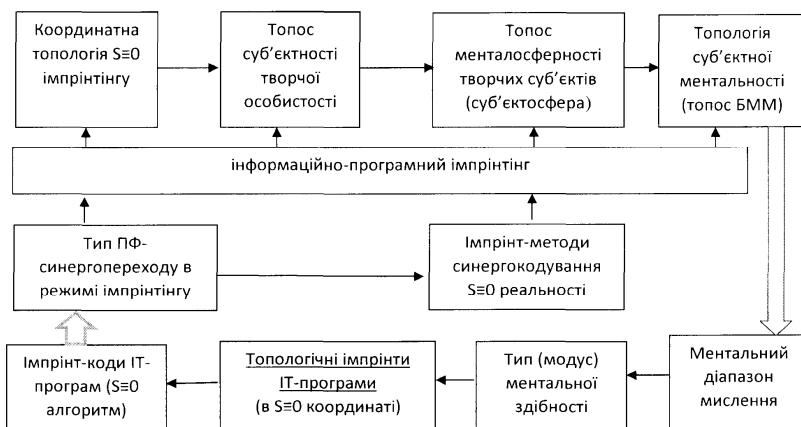 Координатна
топологія S≡0
імпрінтінгу
Топос
суб’єктності
творчої
особистості
Топос
менталосферності
творчих суб’єктів
(суб’єктосфера)
Топологія
суб’єктної
ментальності
(топос БММ)
інформаційно-програмний імпрінтінг
Тип ПФ-
синергопереходу в
режимі імпрінтінгу
Імпрінт-методи
синергокодування
S≡0 реальності
Імпрінт-коди ІТ-
програм (S≡0
алгоритм)
Топологічні імпрінти
ІТ-програми
(в S≡0 координаті)
Тип (модус)
ментальної
здібності
Ментальний
діапазон
мислення